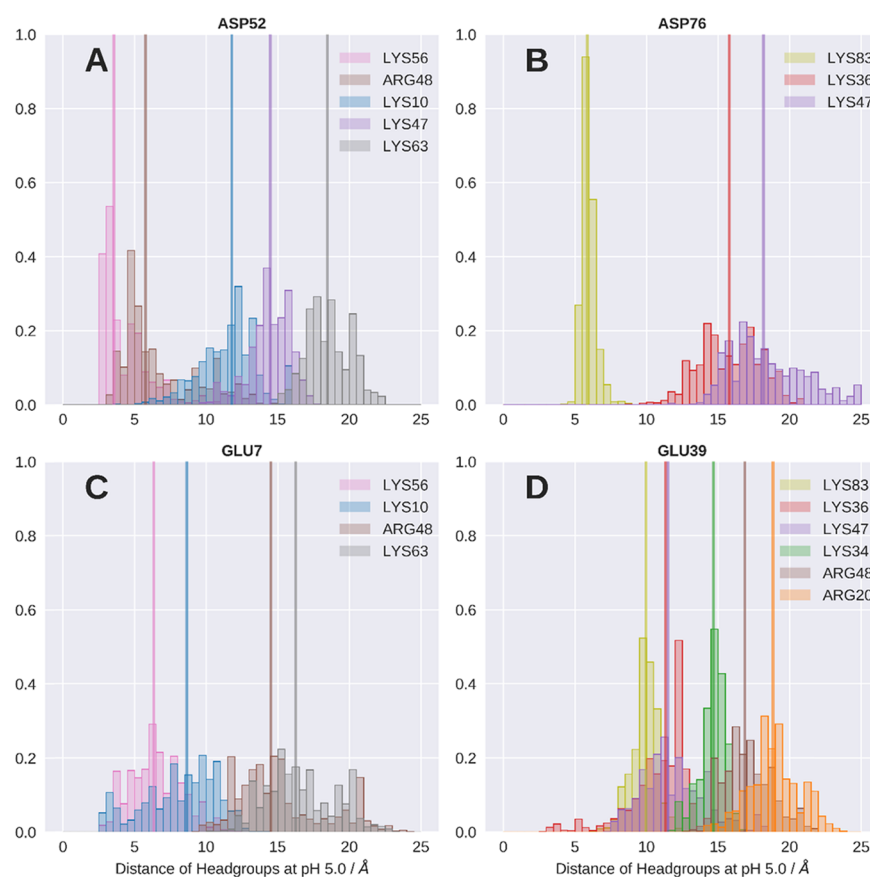 ASP52
A
1.0
0.8
0.6
0.4
0.2
0.0
0 5 10 15 20 25
LYS56
ARG48
LYS10
LYS47
LYS63
ASP76
B
1.0
0.8
0.6
0.4
0.2
0.0
0 5 10 15 20 25
LYS83
LYS36
LYS47
GLU7
C
1.0
0.8
0.6
0.4
0.2
0.0
0 5 10 15 20 25
LYS56
LYS10
ARG48
LYS63
Distance of Headgroups at pH 5.0 / Å
GLU39
D
1.0
0.8
0.6
0.4
0.2
0.0
0 5 10 15 20 25
LYS83
LYS36
LYS47
LYS34
ARG48
ARG20
Distance of Headgroups at pH 5.0 / Å